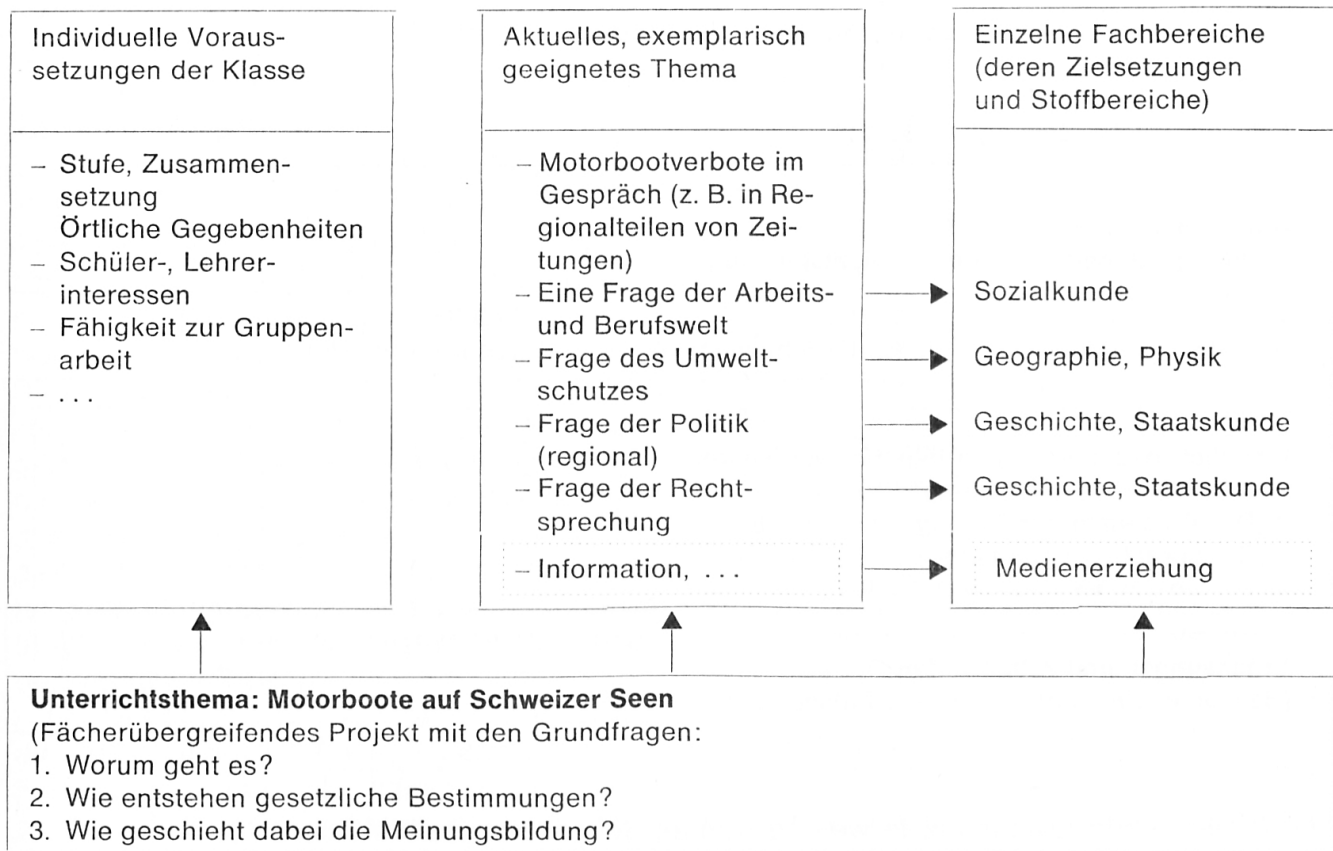 Individuelle Voraus-
setzungen der Klasse
– Stufe, Zusammen-
setzung
Örtliche Gegebenheiten
– Schüler-, Lehrer-
interessen
– Fähigkeit zur Gruppen-
arbeit
– . . .
Aktuelles, exemplarisch
geeignetes Thema
– Motorbootverbote im
Gespräch (z. B. in Re-
gionalteilen von Zei-
tungen)
– Eine Frage der Arbeits-
und Berufswelt
– Frage des Umwelt-
schutzes
– Frage der Politik
(regional)
– Frage der Recht-
sprechung
– Information, . . .
Einzelne Fachbereiche
(deren Zielsetzungen
und Stoffbereiche)
Sozialkunde
Geographie, Physik
Geschichte, Staatskunde
Geschichte, Staatskunde
Medienerziehung
Unterrichtsthema: Motorboote auf Schweizer Seen
(Fächerübergreifendes Projekt mit den Grundfragen:
1. Worum geht es?
2. Wie entstehen gesetzliche Bestimmungen?
3. Wie geschieht dabei die Meinungsbildung?